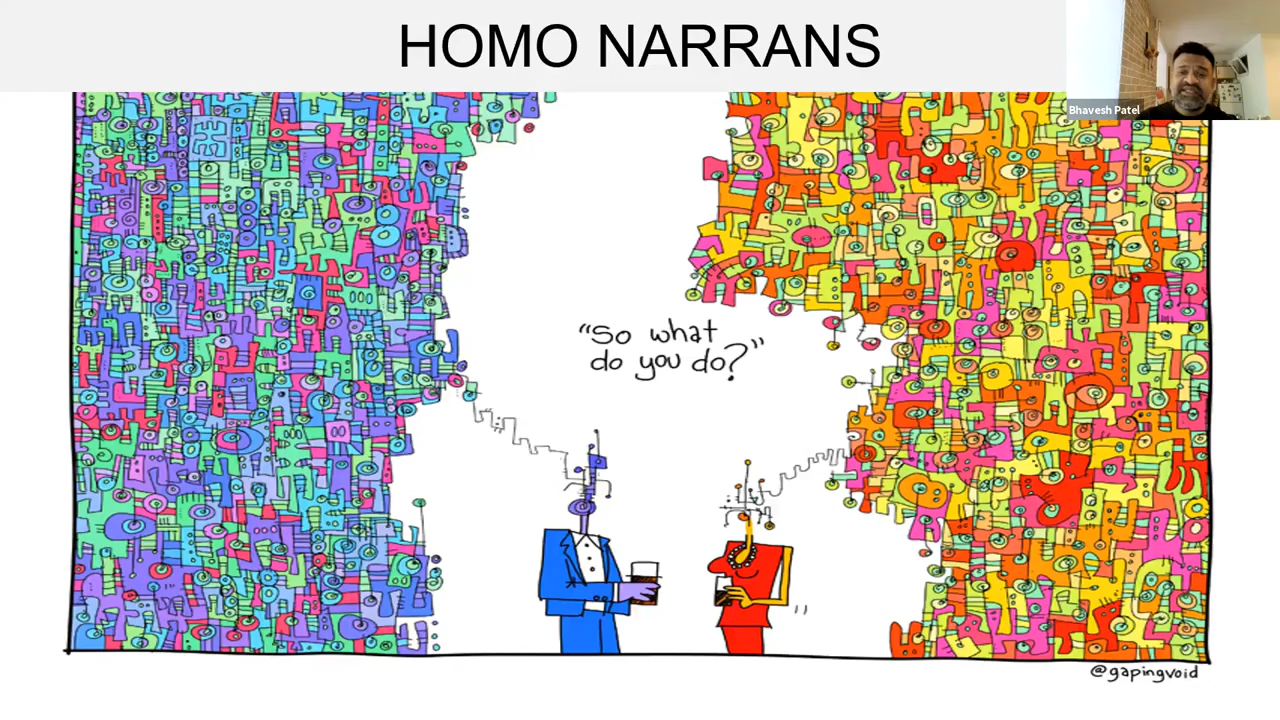 HOMO NARRANS
Bhavesh Patel
"So what
do you do?"
@gapingvoid